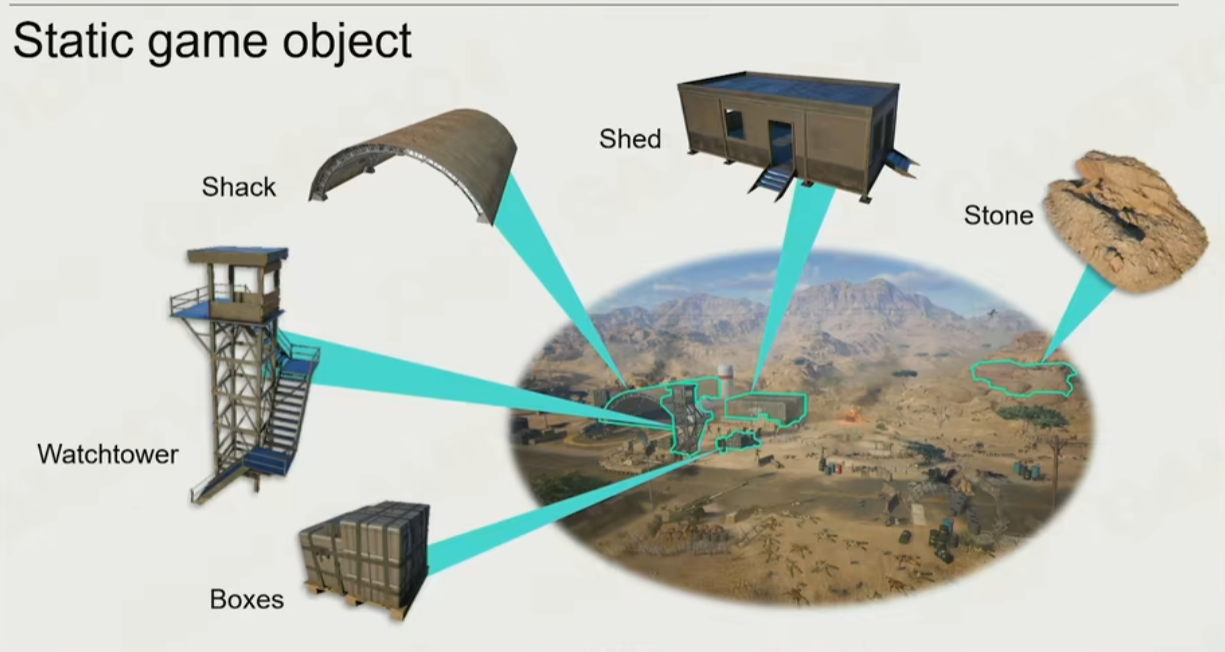 Static game object
Shed
Shack
Stone
Watchtower
Boxes